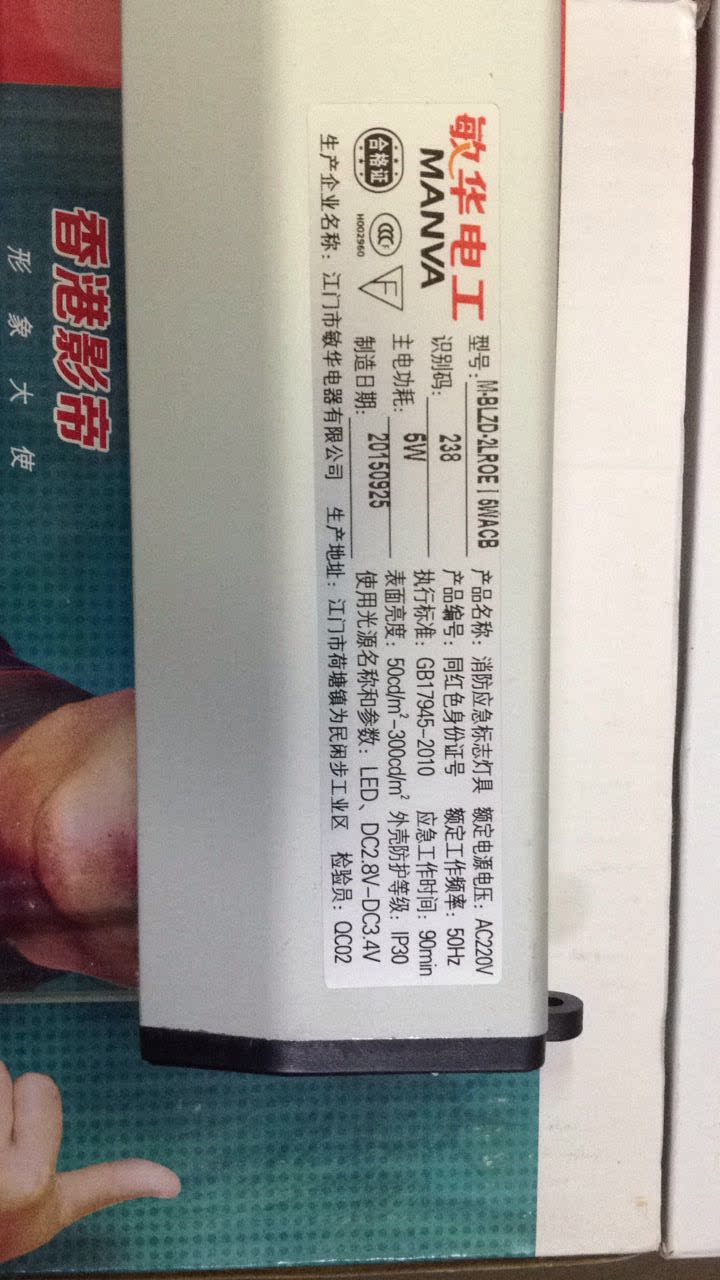 敏华电工
MANVA
合格证
CCC F
H002960
F
型号: M-BLZD-2LROEⅠ5WACB
识别码: 238
主电功耗: 5W
制造日期: 20150925
产品名称: 消防应急标志灯具 额定电源电压: AC220V
产品编号: 同红色身份证号 额定工作频率: 50Hz
执行标准: GB17945-2010 应急工作时间: 90min
表面亮度: 50cd/m²-300cd/m² 外壳防护等级: IP30
使用光源名称和参数: LED、DC2.8V-DC3.4V
生产企业名称: 江门市敏华电器有限公司 生产地址: 江门市荷塘镇为民闲步工业区 检验员: QC02
香港影帝
形象大使